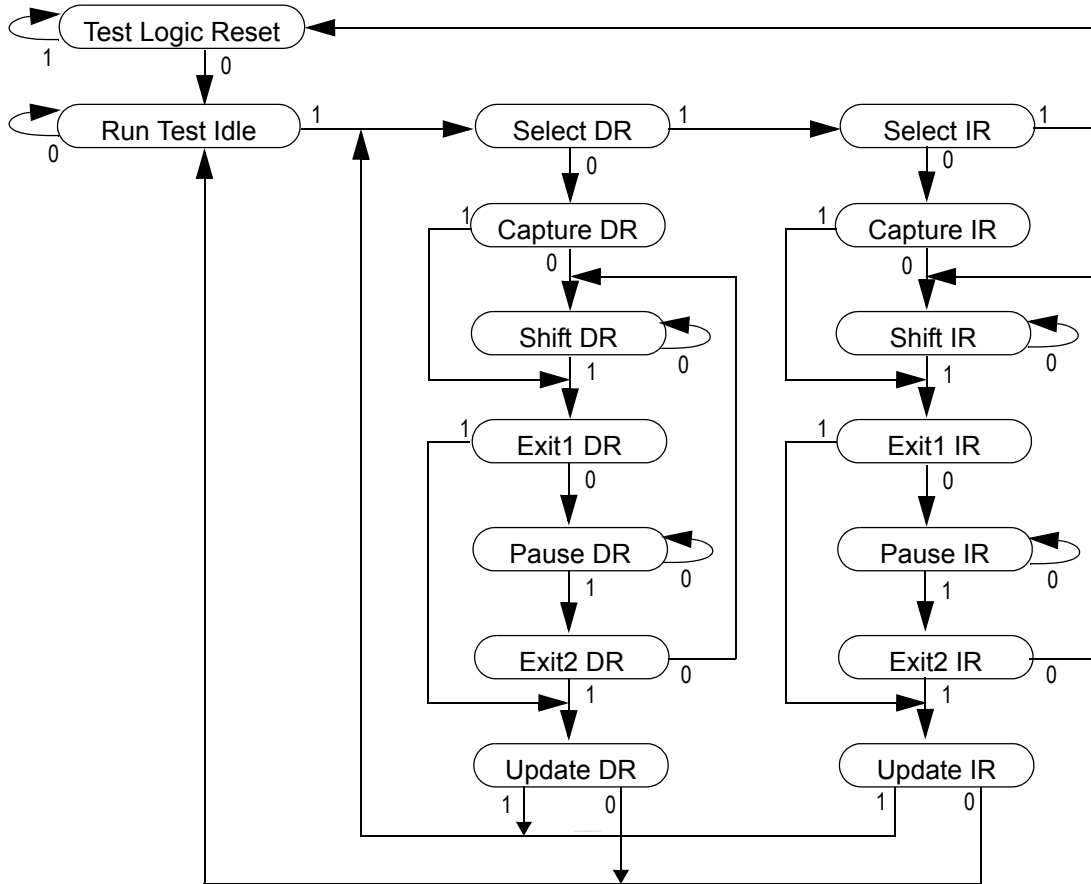 Test Logic Reset
1
0
Run Test Idle
1
Select DR
1
Select IR
1
0
0
0
1
Capture DR
1
Capture IR
0
0
Shift DR
0
Shift IR
0
1
1
1
Exit1 DR
1
Exit1 IR
0
0
Pause DR
0
Pause IR
0
1
1
Exit2 DR
0
Exit2 IR
0
1
1
Update DR
Update IR
1
0
1
0